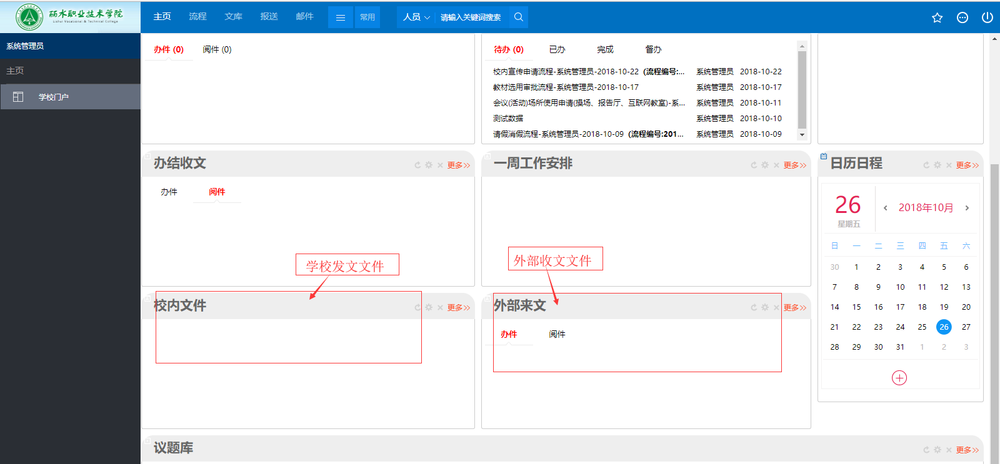 丽水职业技术学院
Lishui Vocational & Technical College
主页 流程 文库 报送 邮件 常用 人员 请输入关键词搜索
系统管理员
主页
学校门户
办件 (0) 阅件 (0)
待办 (0) 已办 完成 督办
校内宣传申请流程-系统管理员-2018-10-22 (流程编号:... 系统管理员 2018-10-22
教材选用审批流程-系统管理员-2018-10-17 系统管理员 2018-10-17
会议(活动)场所使用申请(操场、报告厅、互联网教室)-系... 系统管理员 2018-10-11
测试数据 系统管理员 2018-10-10
请假消假流程-系统管理员-2018-10-09 (流程编号:201... 系统管理员 2018-10-09
办结收文 更多>>
办件 阅件
一周工作安排 更多>>
日历日程 更多>>
26 2018年10月
星期五
日 一 二 三 四 五 六
30 1 2 3 4 5 6
7 8 9 10 11 12 13
14 15 16 17 18 19 20
21 22 23 24 25 26 27
28 29 30 31 1 2 3
学校发文文件
外部收文文件
校内文件 更多>>
外部来文 更多>>
办件 阅件
议题库 更多>>